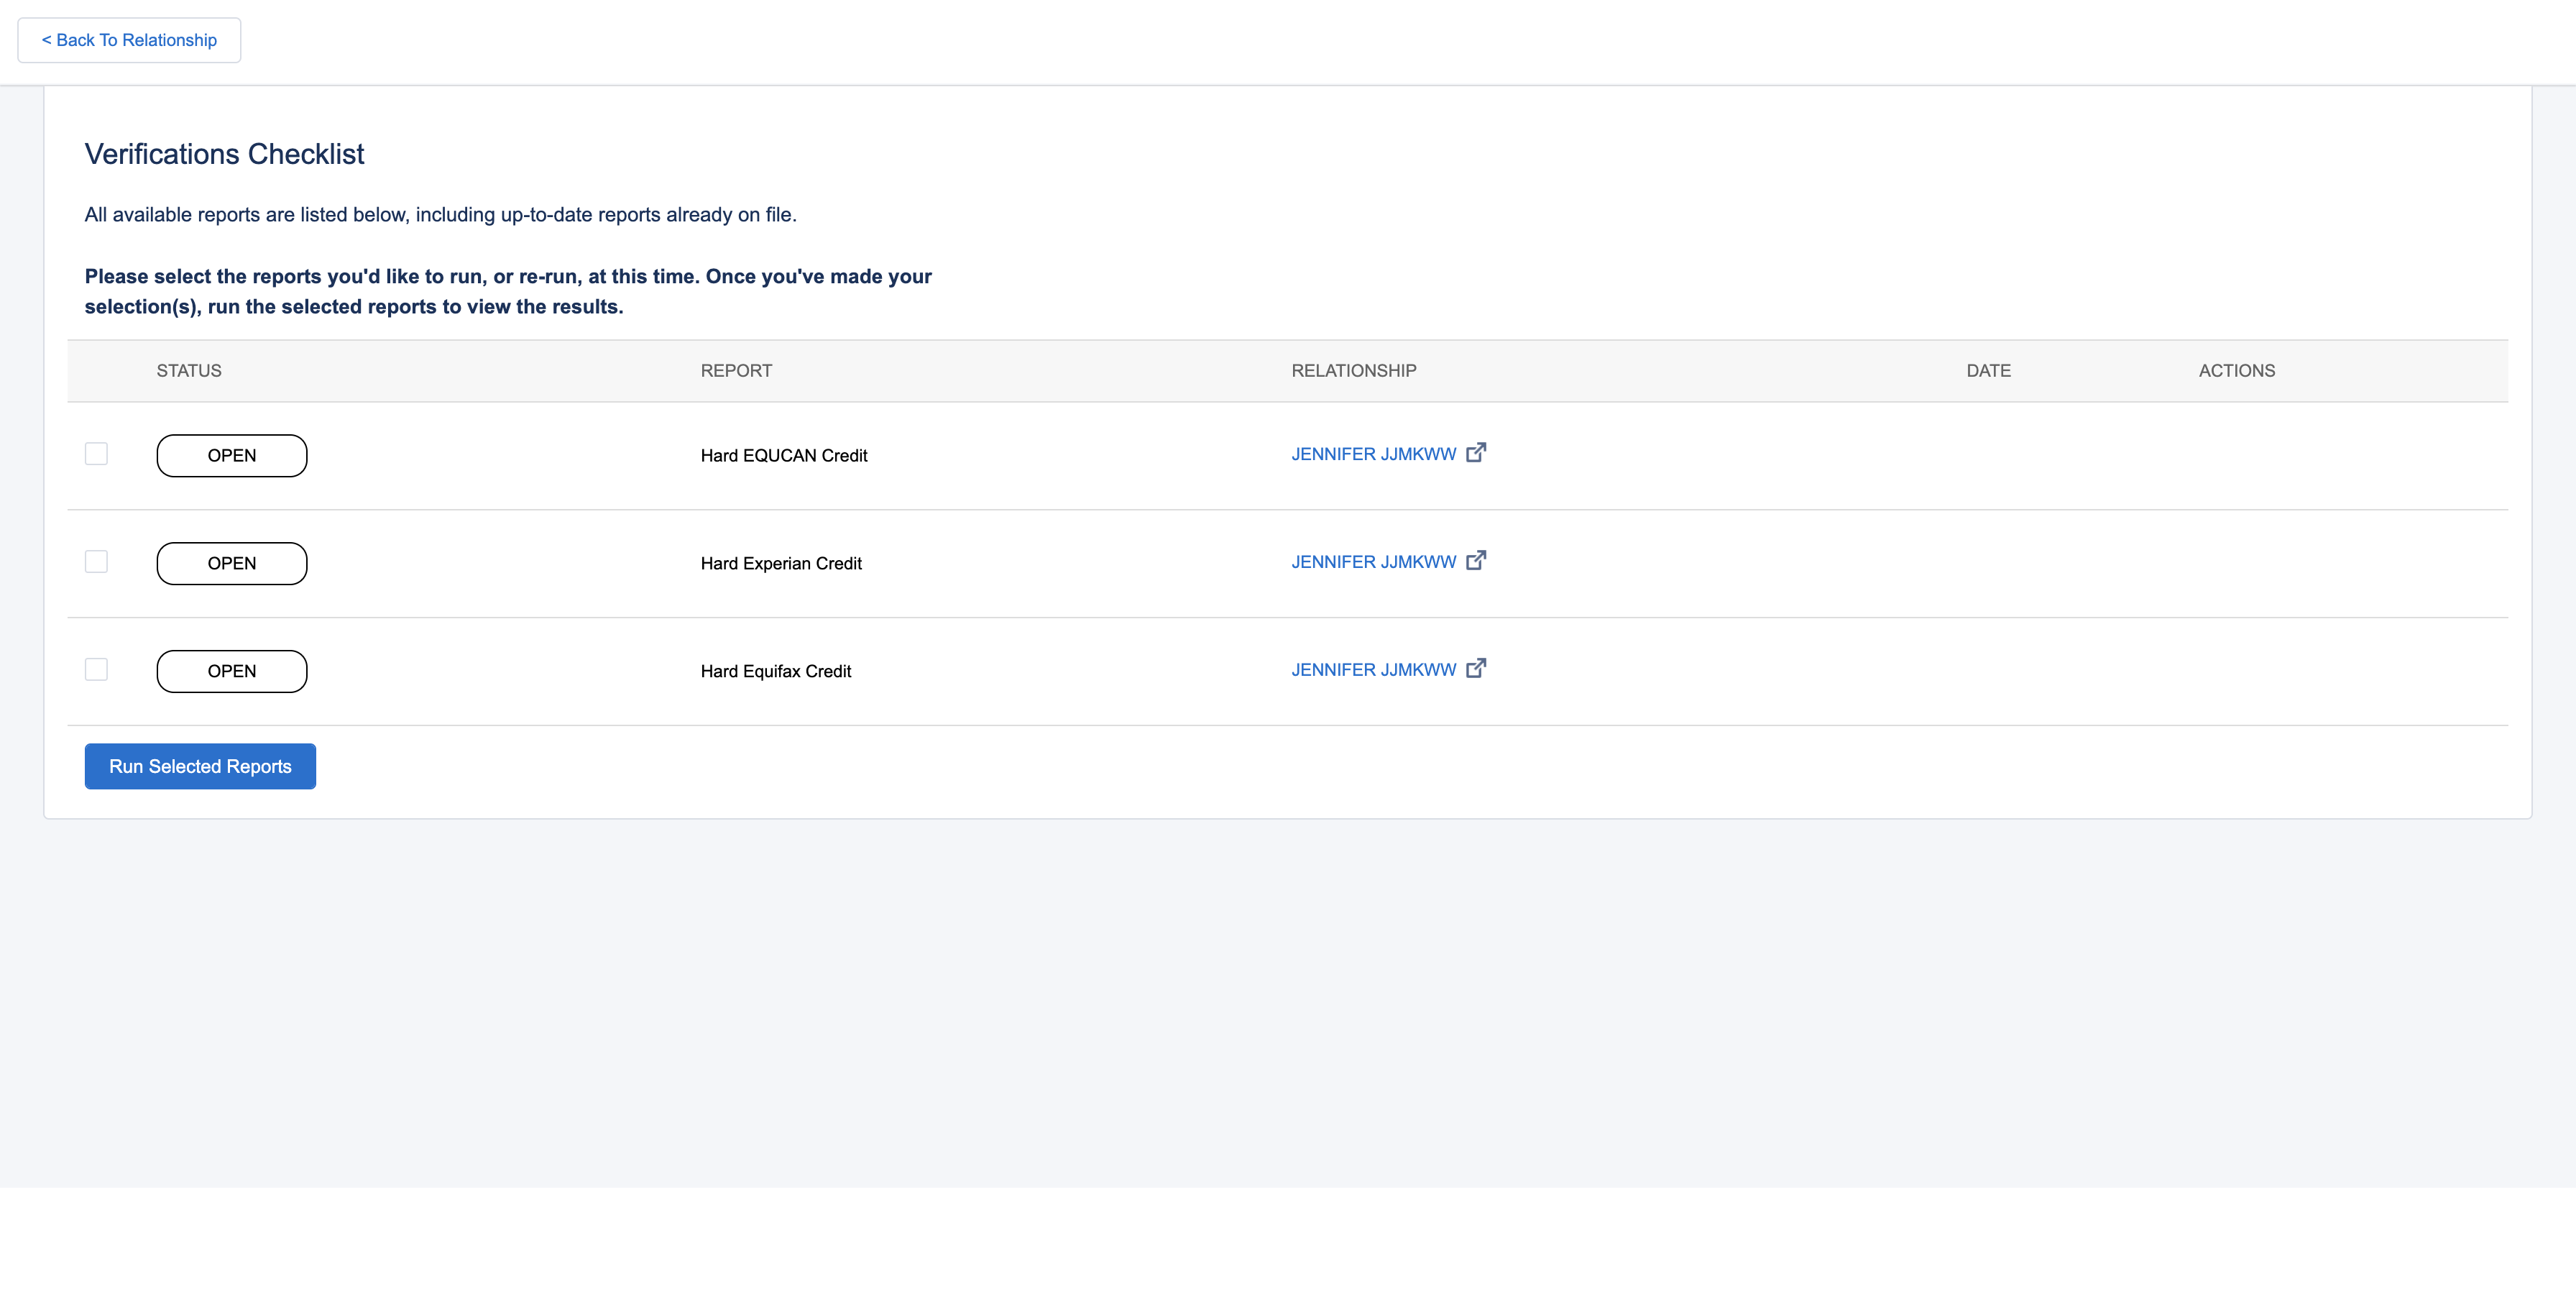 < Back To Relationship
Verifications Checklist
All available reports are listed below, including up-to-date reports already on file.
Please select the reports you'd like to run, or re-run, at this time. Once you've made your
selection(s), run the selected reports to view the results.
STATUS REPORT RELATIONSHIP DATE ACTIONS
OPEN Hard EQUCAN Credit JENNIFER JJMKWW
OPEN Hard Experian Credit JENNIFER JJMKWW
OPEN Hard Equifax Credit JENNIFER JJMKWW
Run Selected Reports